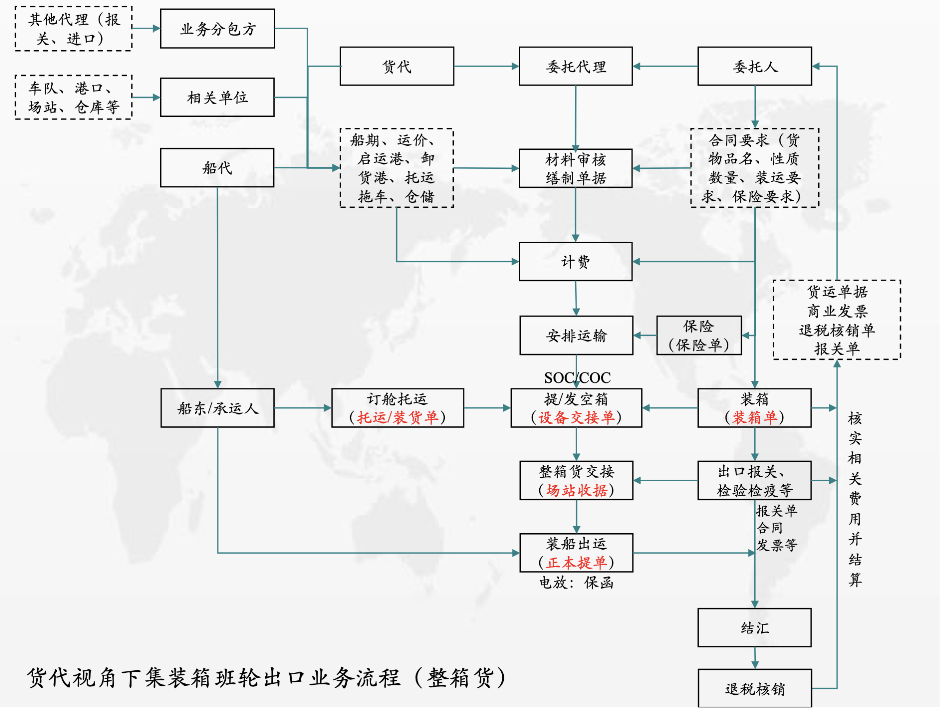 其他代理（报
关、进口）
业务分包方
货代
委托代理
委托人
车队、港口、
场站、仓库等
相关单位
船代
船期、运价、
启运港、卸
货港、托运
拖车、仓储
材料审核
缮制单据
合同要求（货
物品名、性质
数量、装运要
求、保险要求）
计费
货运单据
商业发票
退税核销单
报关单
安排运输
保险
（保险单）
SOC/COC
船东/承运人
订舱托运
（托运/装货单）
提/发空箱
（设备交接单）
装箱
（装箱单）
核实相关费用并结算
整箱货交接
（场站收据）
出口报关、
检验检疫等
报关单
合同
发票等
装船出运
（正本提单）
电放：保函
结汇
退税核销
货代视角下集装箱班轮出口业务流程（整箱货）